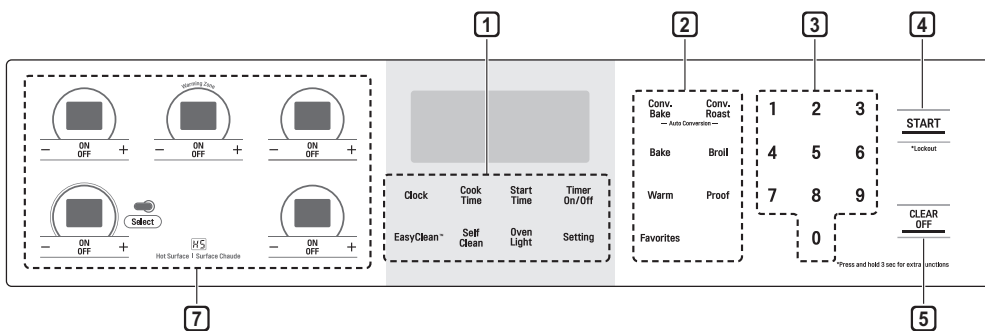 1
2
3
4
Warming Zone
ON
OFF
- +
ON
OFF
- +
ON
OFF
- +
Select
ON
OFF
- +
ON
OFF
- +
HS
Hot Surface | Surface Chaude
Clock
Cook
Time
Start
Time
Timer
On/Off
EasyClean™
Self
Clean
Oven
Light
Setting
Conv.
Bake
Conv.
Roast
— Auto Conversion —
Bake
Broil
Warm
Proof
Favorites
1 2 3
4 5 6
7 8 9
0
START
*Lockout
CLEAR
OFF
*Press and hold 3 sec for extra functions
7
5